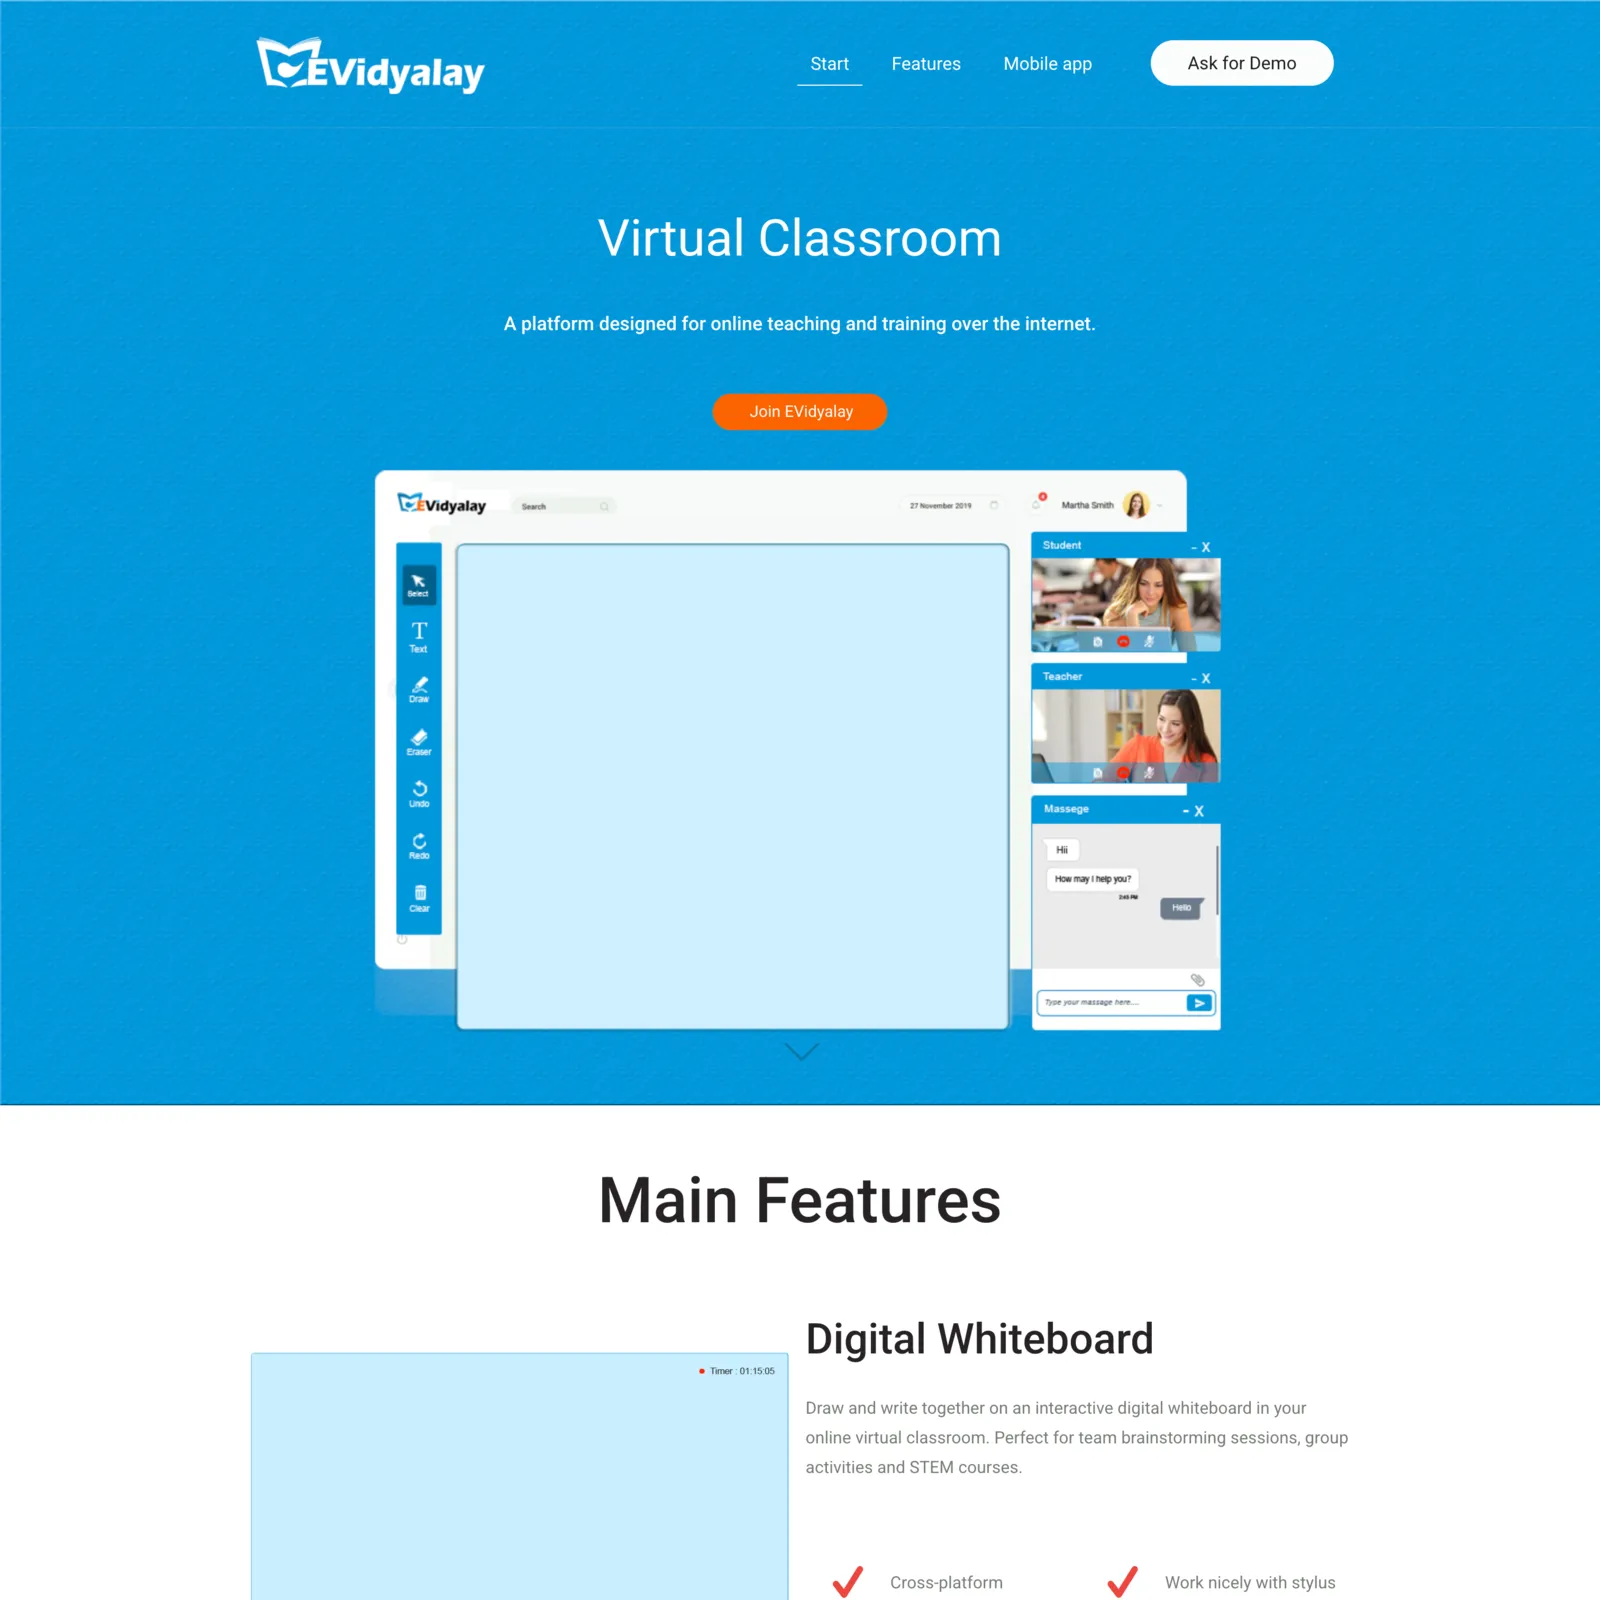 EVidyalay
Start
Features
Mobile app
Ask for Demo
Virtual Classroom
A platform designed for online teaching and training over the internet.
Join EVidyalay
EVidyalay
Search
27 November 2019
4
Martha Smith
Select
Text
Draw
Eraser
Undo
Redo
Clear
Student
- X
Teacher
- X
Massege
- X
Hii
How may I help you?
2:45 PM
Hello
Type your massage here....
Main Features
Timer : 01:15:05
Digital Whiteboard
Draw and write together on an interactive digital whiteboard in your
online virtual classroom. Perfect for team brainstorming sessions, group
activities and STEM courses.
Cross-platform
Work nicely with stylus